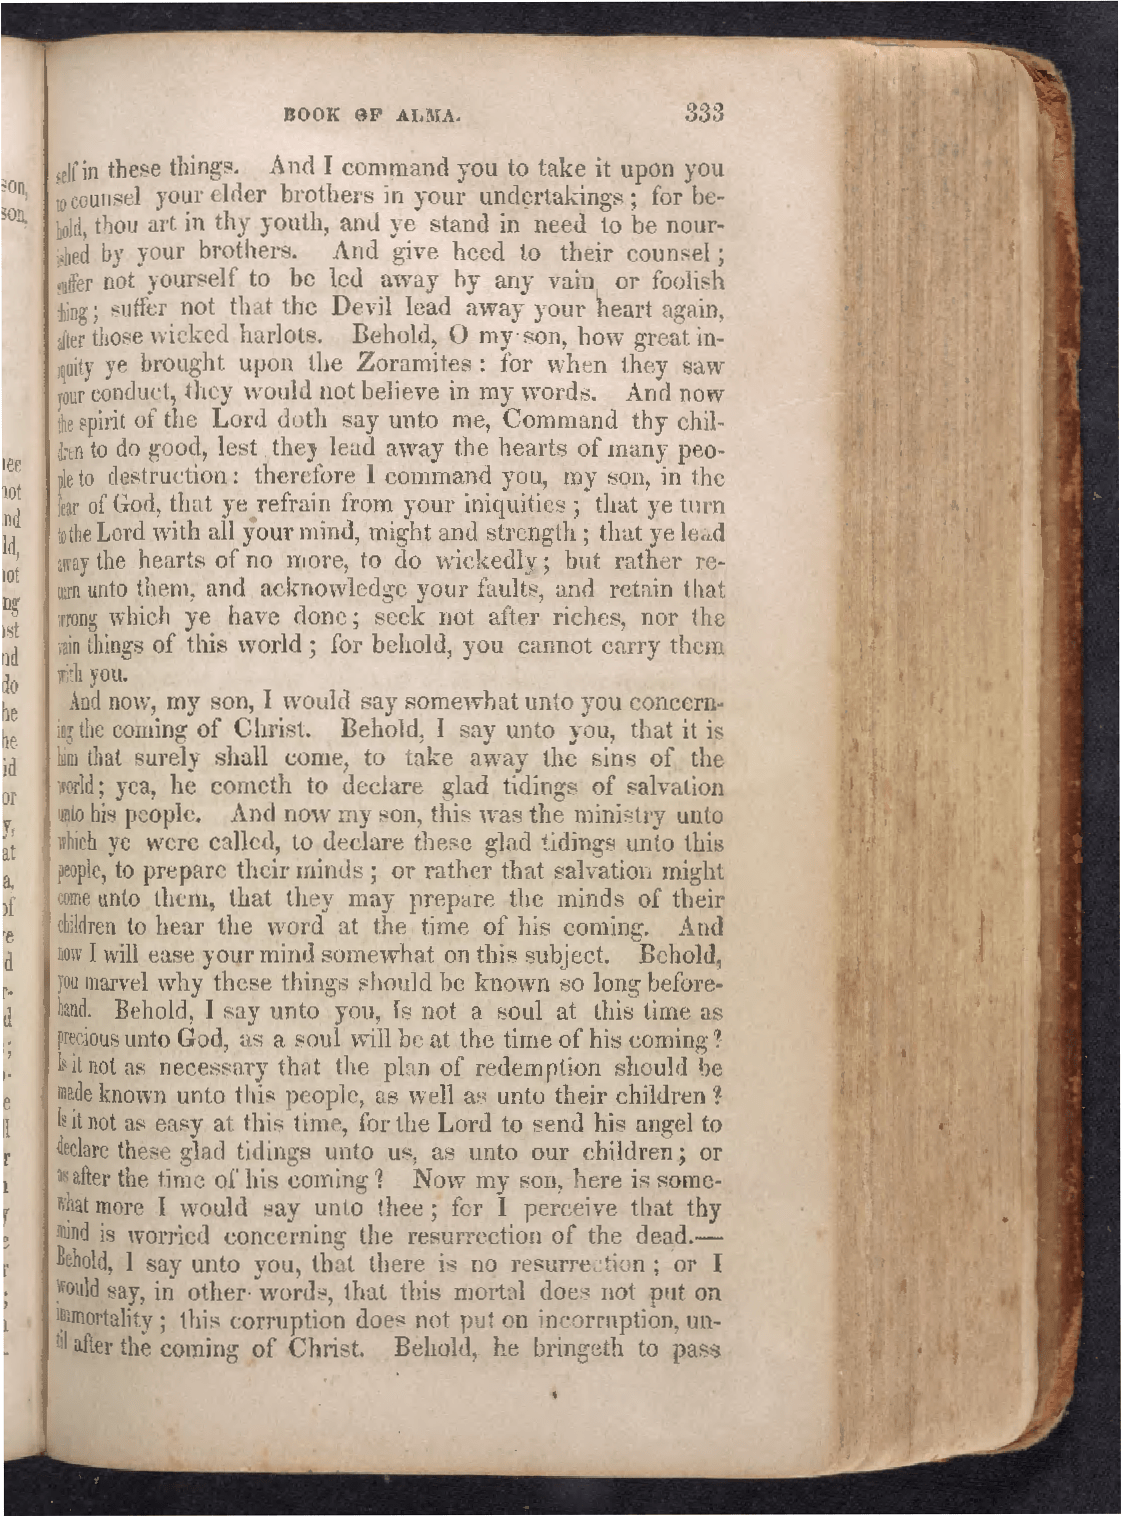 BOOK OF ALMA. 333
self in these things. And I command you to take it upon you
to counsel your elder brothers in your undertakings; for be-
hold, thou art in thy youth, and ye stand in need to be nour-
ished by your brothers. And give heed to their counsel;
suffer not yourself to be led away by any vain or foolish
thing; suffer not that the Devil lead away your heart again,
after those wicked harlots. Behold, O my son, how great in-
iquity ye brought upon the Zoramites: for when they saw
your conduct, they would not believe in my words. And now
the spirit of the Lord doth say unto me, Command thy chil-
dren to do good, lest they lead away the hearts of many peo-
ple to destruction: therefore I command you, my son, in the
fear of God, that ye refrain from your iniquities; that ye turn
to the Lord with all your mind, might and strength; that ye lead
away the hearts of no more, to do wickedly; but rather re-
turn unto them, and acknowledge your faults, and retain that
wrong which ye have done; seek not after riches, nor the
vain things of this world; for behold, you cannot carry them
with you.
And now, my son, I would say somewhat unto you concern-
ing the coming of Christ. Behold, I say unto you, that it is
him that surely shall come, to take away the sins of the
world; yea, he cometh to declare glad tidings of salvation
unto his people. And now my son, this was the ministry unto
which ye were called, to declare these glad tidings unto this
people, to prepare their minds; or rather that salvation might
come unto them, that they may prepare the minds of their
children to hear the word at the time of his coming. And
now I will ease your mind somewhat on this subject. Behold,
you marvel why these things should be known so long before-
hand. Behold, I say unto you, Is not a soul at this time as
precious unto God, as a soul will be at the time of his coming?
Is it not as necessary that the plan of redemption should be
made known unto this people, as well as unto their children?
Is it not as easy at this time, for the Lord to send his angel to
declare these glad tidings unto us, as unto our children; or
as after the time of his coming? Now my son, here is some-
what more I would say unto thee; for I perceive that thy
mind is worried concerning the resurrection of the dead.—
Behold, I say unto you, that there is no resurrection; or I
would say, in other words, that this mortal does not put on
immortality; this corruption does not put on incorruption, un-
til after the coming of Christ. Behold, he bringeth to pass